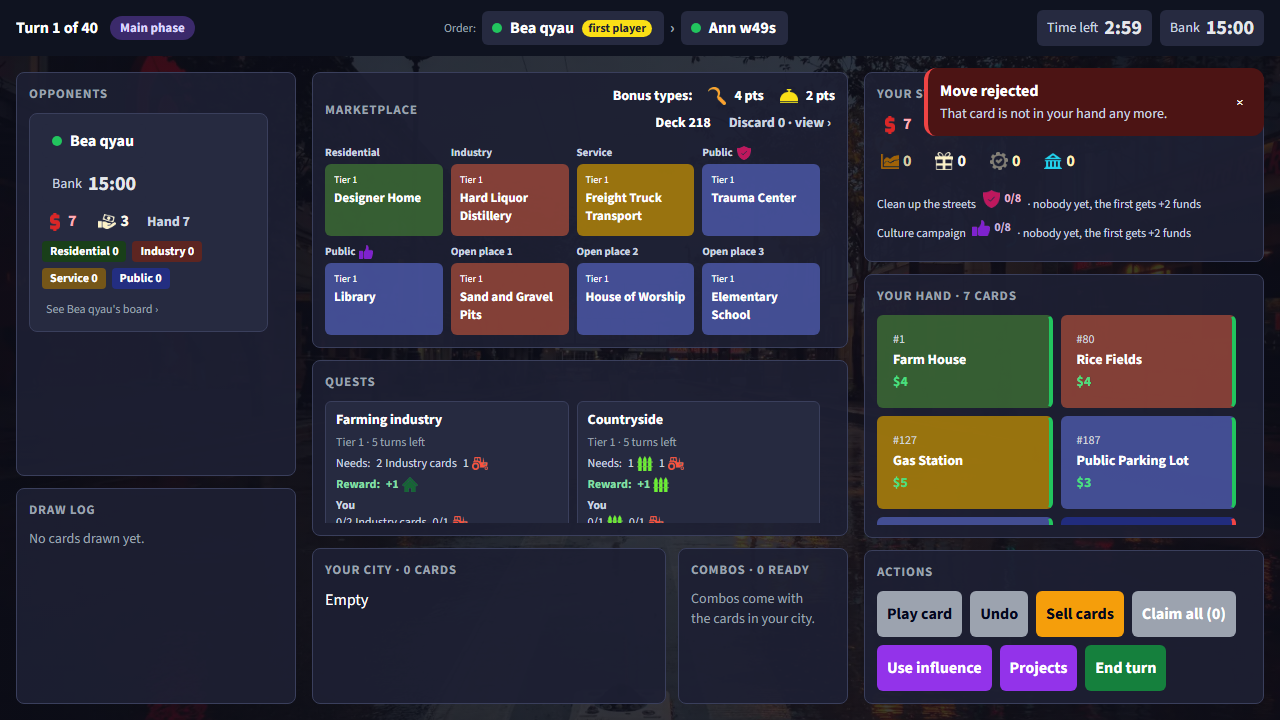 Turn 1 of 40 Main phase Order: Bea qyau first player › Ann w49s Time left 2:59 Bank 15:00
OPPONENTS
Bea qyau
Bank 15:00
7 3 Hand 7
Residential 0 Industry 0
Service 0 Public 0
See Bea qyau's board ›
DRAW LOG
No cards drawn yet.
MARKETPLACE
Bonus types: 4 pts 2 pts
Deck 218 Discard 0 · view ›
Residential Industry Service Public
Tier 1 Tier 1 Tier 1 Tier 1
Designer Home Hard Liquor Freight Truck Trauma Center
Distillery Transport
Public Open place 1 Open place 2 Open place 3
Tier 1 Tier 1 Tier 1 Tier 1
Library Sand and Gravel House of Worship Elementary
Pits School
QUESTS
Farming industry
Tier 1 · 5 turns left
Needs: 2 Industry cards 1
Reward: +1
You
0/2 Industry cards 0/1
Countryside
Tier 1 · 5 turns left
Needs: 1 1
Reward: +1
You
0/1 0/1
YOUR CITY · 0 CARDS
Empty
COMBOS · 0 READY
Combos come with
the cards in your city.
YOUR S
Move rejected
That card is not in your hand any more.
×
7
0 0 0 0
Clean up the streets 0/8 · nobody yet, the first gets +2 funds
Culture campaign 0/8 · nobody yet, the first gets +2 funds
YOUR HAND · 7 CARDS
#1
Farm House
$4
#80
Rice Fields
$4
#127
Gas Station
$5
#187
Public Parking Lot
$3
ACTIONS
Play card Undo Sell cards Claim all (0)
Use influence Projects End turn